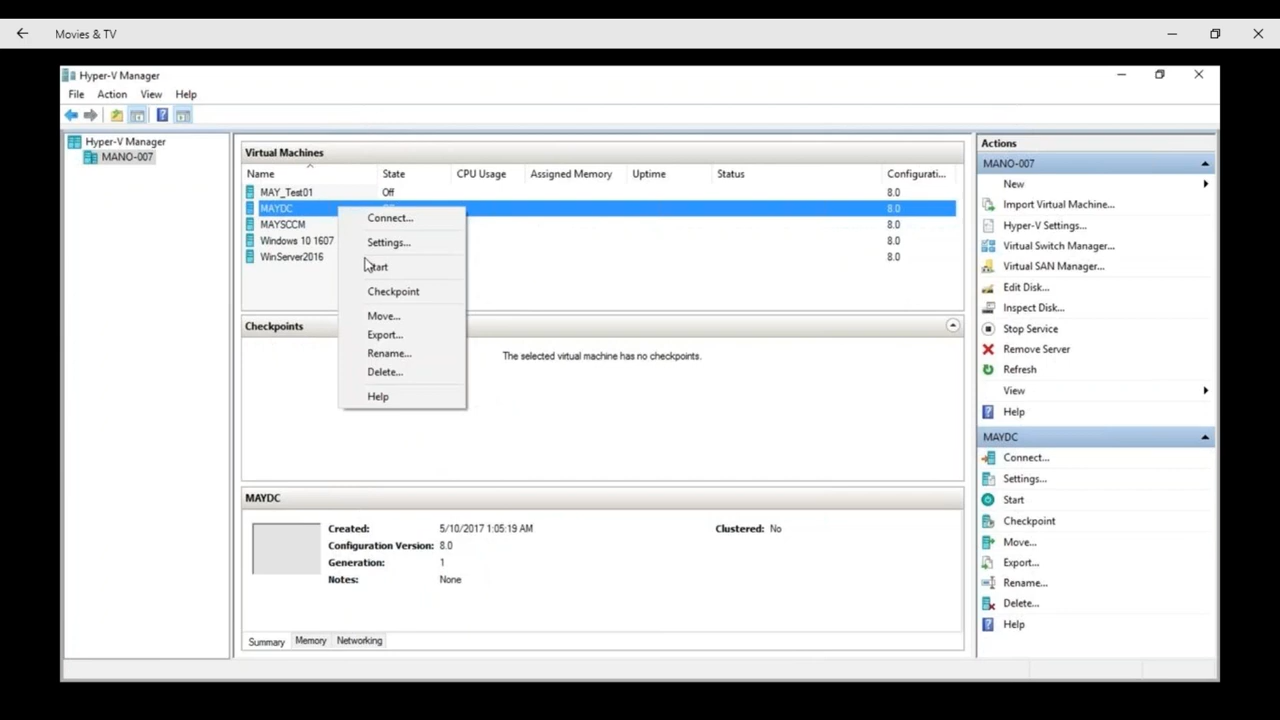 Movies & TV
Hyper-V Manager
File Action View Help
Hyper-V Manager
MANO-007
Virtual Machines
Name State CPU Usage Assigned Memory Uptime Status Configurati...
MAY_Test01 Off 8.0
MAYDC 8.0
MAYSCCM 8.0
Windows 10 1607 8.0
WinServer2016 8.0
Connect...
Settings...
Start
Checkpoint
Move...
Export...
Rename...
Delete...
Help
Checkpoints
The selected virtual machine has no checkpoints.
MAYDC
Created: 5/10/2017 1:05:19 AM Clustered: No
Configuration Version: 8.0
Generation: 1
Notes: None
Summary Memory Networking
Actions
MANO-007
New
Import Virtual Machine...
Hyper-V Settings...
Virtual Switch Manager...
Virtual SAN Manager...
Edit Disk...
Inspect Disk...
Stop Service
Remove Server
Refresh
View
Help
MAYDC
Connect...
Settings...
Start
Checkpoint
Move...
Export...
Rename...
Delete...
Help